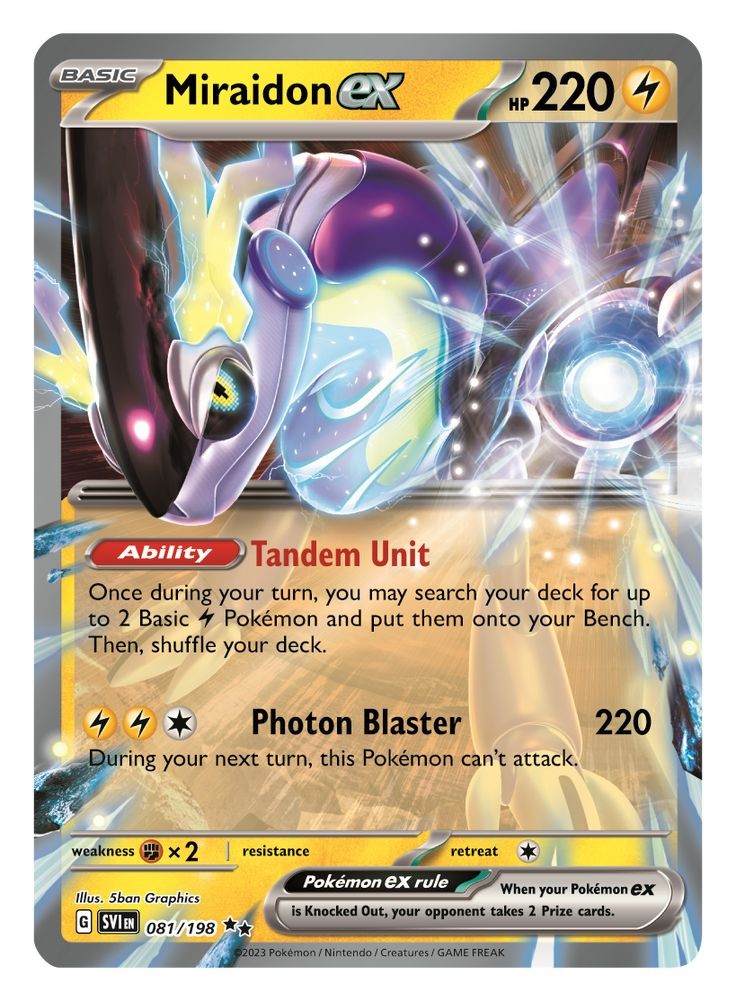 BASIC Miraidon ex HP 220
Ability Tandem Unit
Once during your turn, you may search your deck for up
to 2 Basic Pokémon and put them onto your Bench.
Then, shuffle your deck.
Photon Blaster 220
During your next turn, this Pokémon can't attack.
weakness ×2 resistance retreat
Pokémon ex rule When your Pokémon ex
is Knocked Out, your opponent takes 2 Prize cards.
Illus. 5ban Graphics
G SVI EN 081/198
©2023 Pokémon / Nintendo / Creatures / GAME FREAK